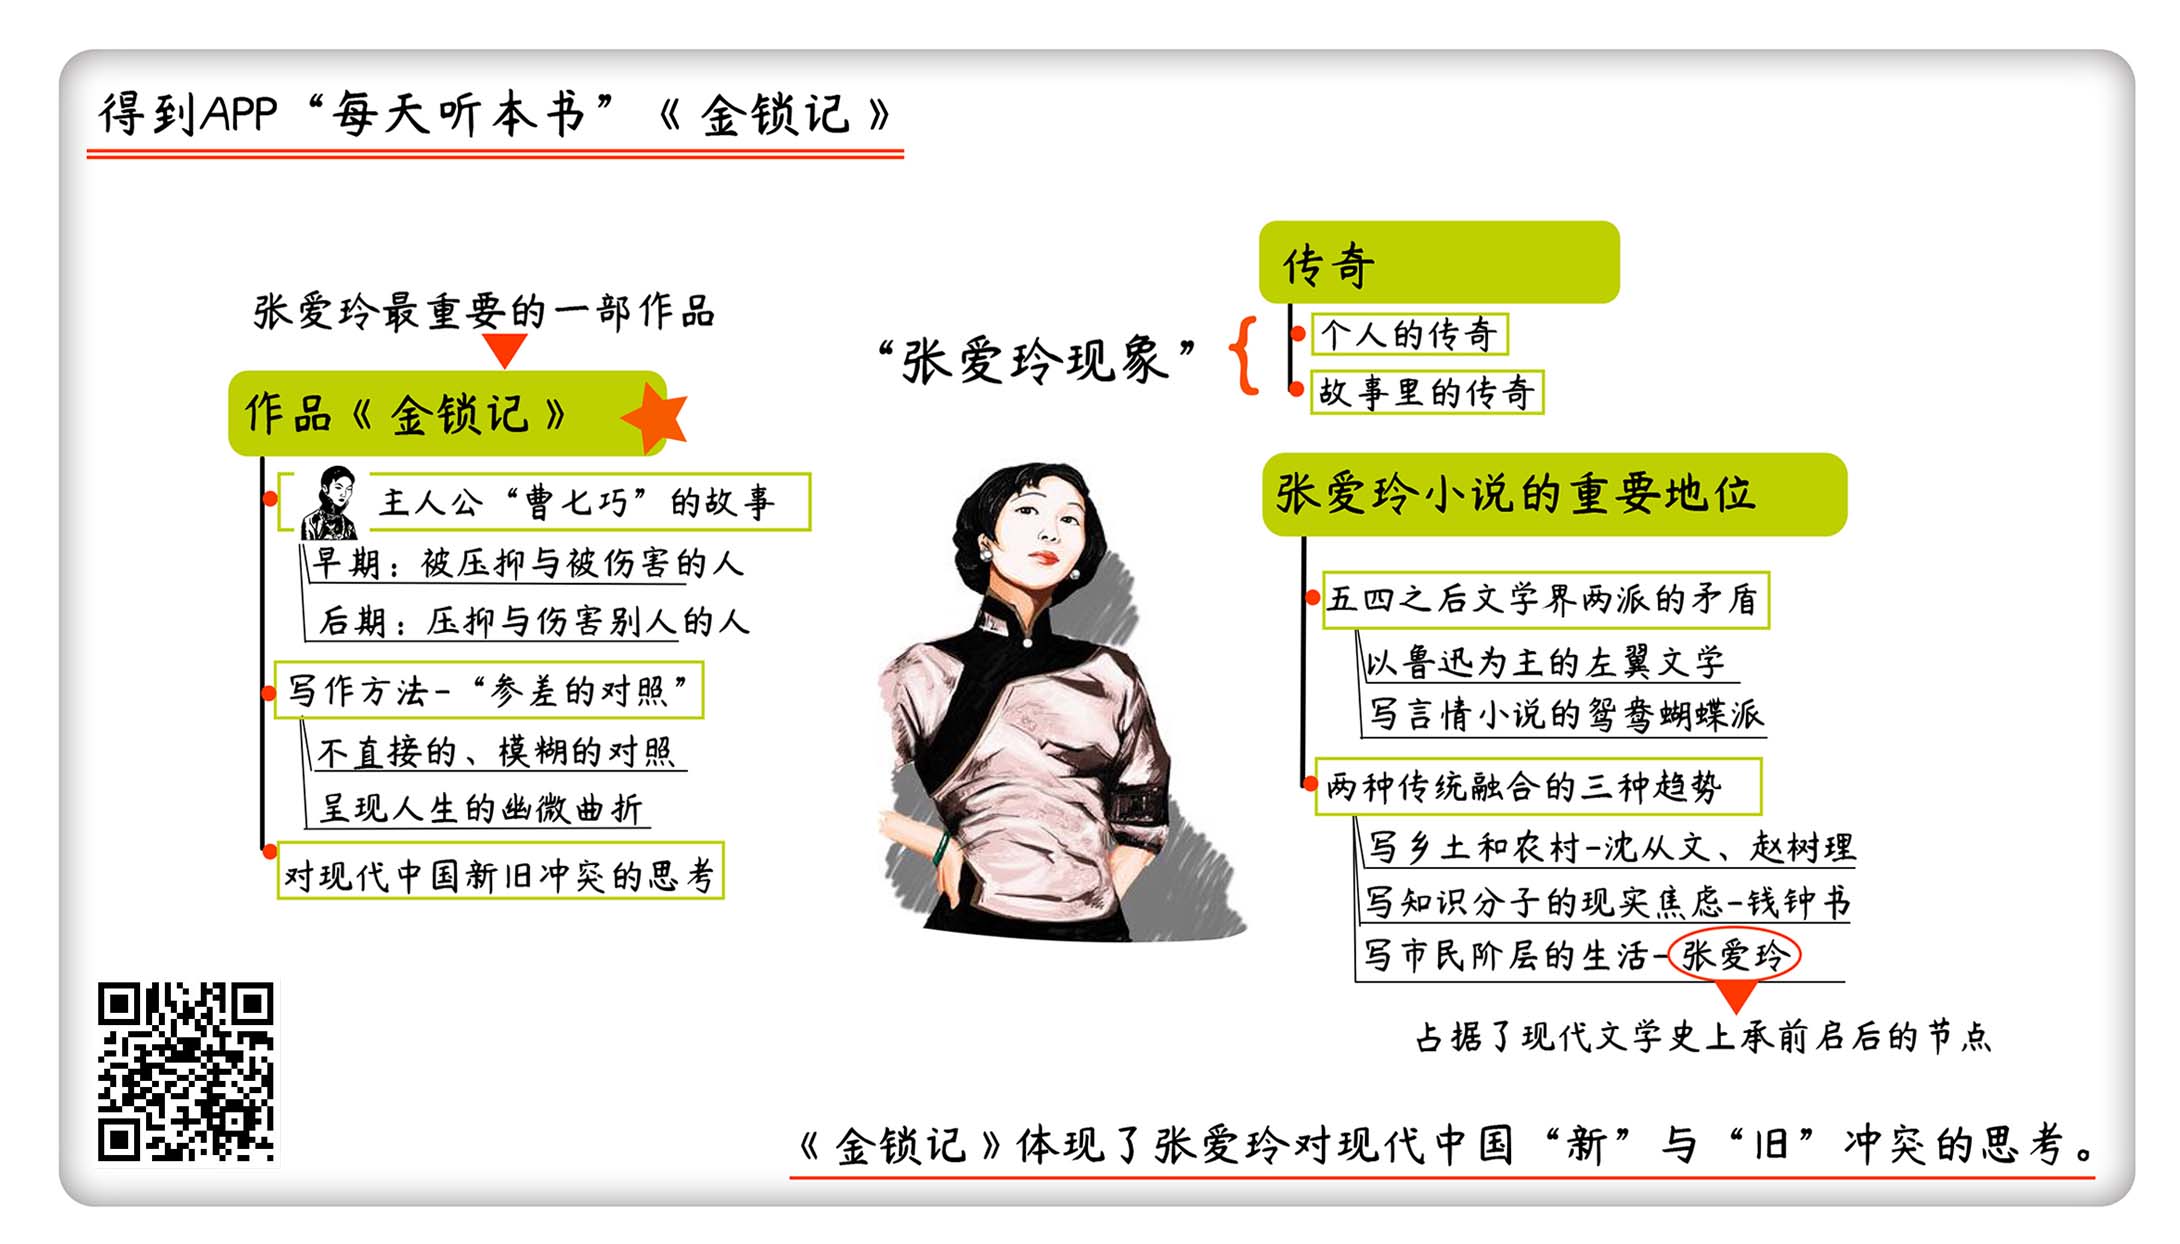 得到APP“每天听本书”《金锁记》
张爱玲最重要的一部作品
作品《金锁记》
主人公“曹七巧”的故事
早期：被压抑与被伤害的人
后期：压抑与伤害别人的人
写作方法-“参差的对照”
不直接的、模糊的对照
呈现人生的幽微曲折
对现代中国新旧冲突的思考
“张爱玲现象”
传奇
个人的传奇
故事里的传奇
张爱玲小说的重要地位
五四之后文学界两派的矛盾
以鲁迅为主的左翼文学
写言情小说的鸳鸯蝴蝶派
两种传统融合的三种趋势
写乡土和农村-沈从文、赵树理
写知识分子的现实焦虑-钱钟书
写市民阶层的生活-张爱玲
占据了现代文学史上承前启后的节点
《金锁记》体现了张爱玲对现代中国“新”与“旧”冲突的思考。